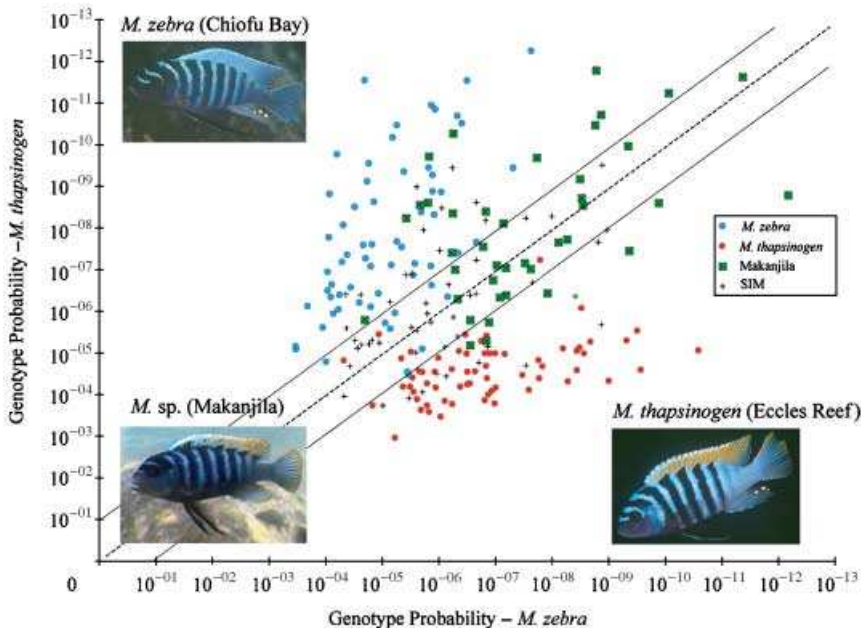 M. zebra (Chiofu Bay)
10⁻¹³
10⁻¹²
10⁻¹¹
10⁻¹⁰
10⁻⁰⁹
10⁻⁰⁸
10⁻⁰⁷
10⁻⁰⁶
10⁻⁰⁵
10⁻⁰⁴
10⁻⁰³
10⁻⁰²
10⁻⁰¹
Genotype Probability – M. thapsinogen
M. zebra
M. thapsinogen
Makanjila
SIM
M. sp. (Makanjila)
M. thapsinogen (Eccles Reef)
0 10⁻⁰¹ 10⁻⁰² 10⁻⁰³ 10⁻⁰⁴ 10⁻⁰⁵ 10⁻⁰⁶ 10⁻⁰⁷ 10⁻⁰⁸ 10⁻⁰⁹ 10⁻¹⁰ 10⁻¹¹ 10⁻¹² 10⁻¹³
Genotype Probability – M. zebra